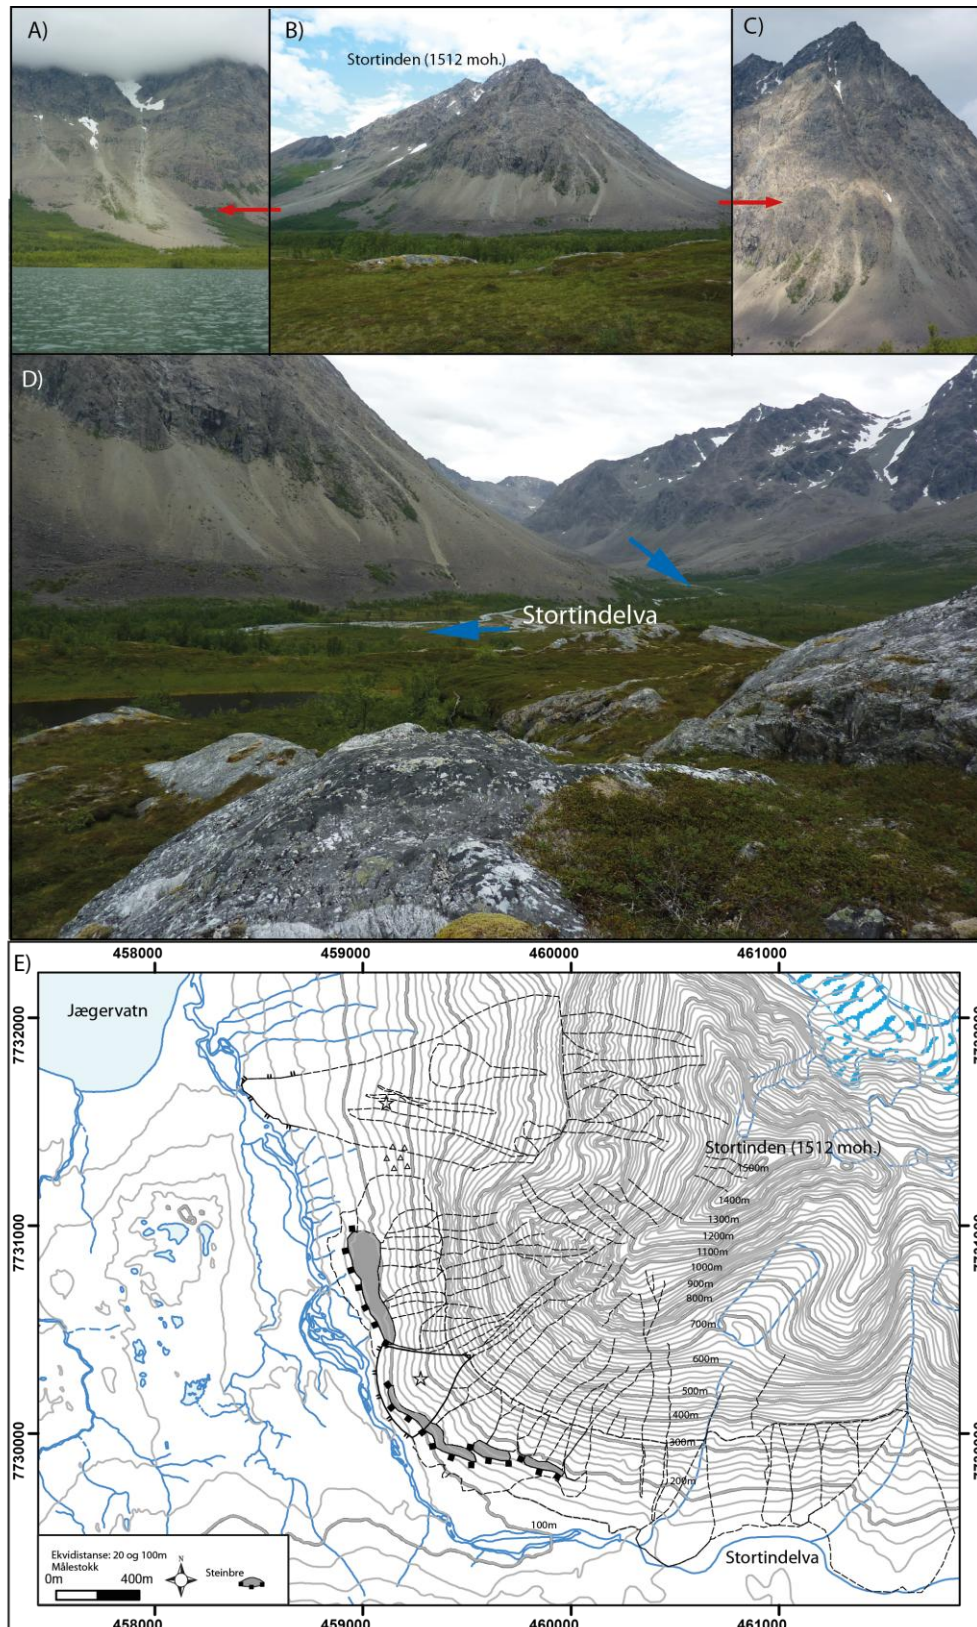 A)
B)
C)
Stortinden (1512 moh.)
D)
Stortindelva
E)
458000
459000
460000
461000
Jægervatn
7732000
Stortinden (1512 moh.)
1500m
1400m
1300m
1200m
1100m
1000m
900m
800m
700m
600m
500m
400m
300m
200m
100m
7731000
7730000
Stortindelva
Ekvidistanse: 20 og 100m
Målestokk
0m 400m
N
Steinbre
458000
459000
460000
461000